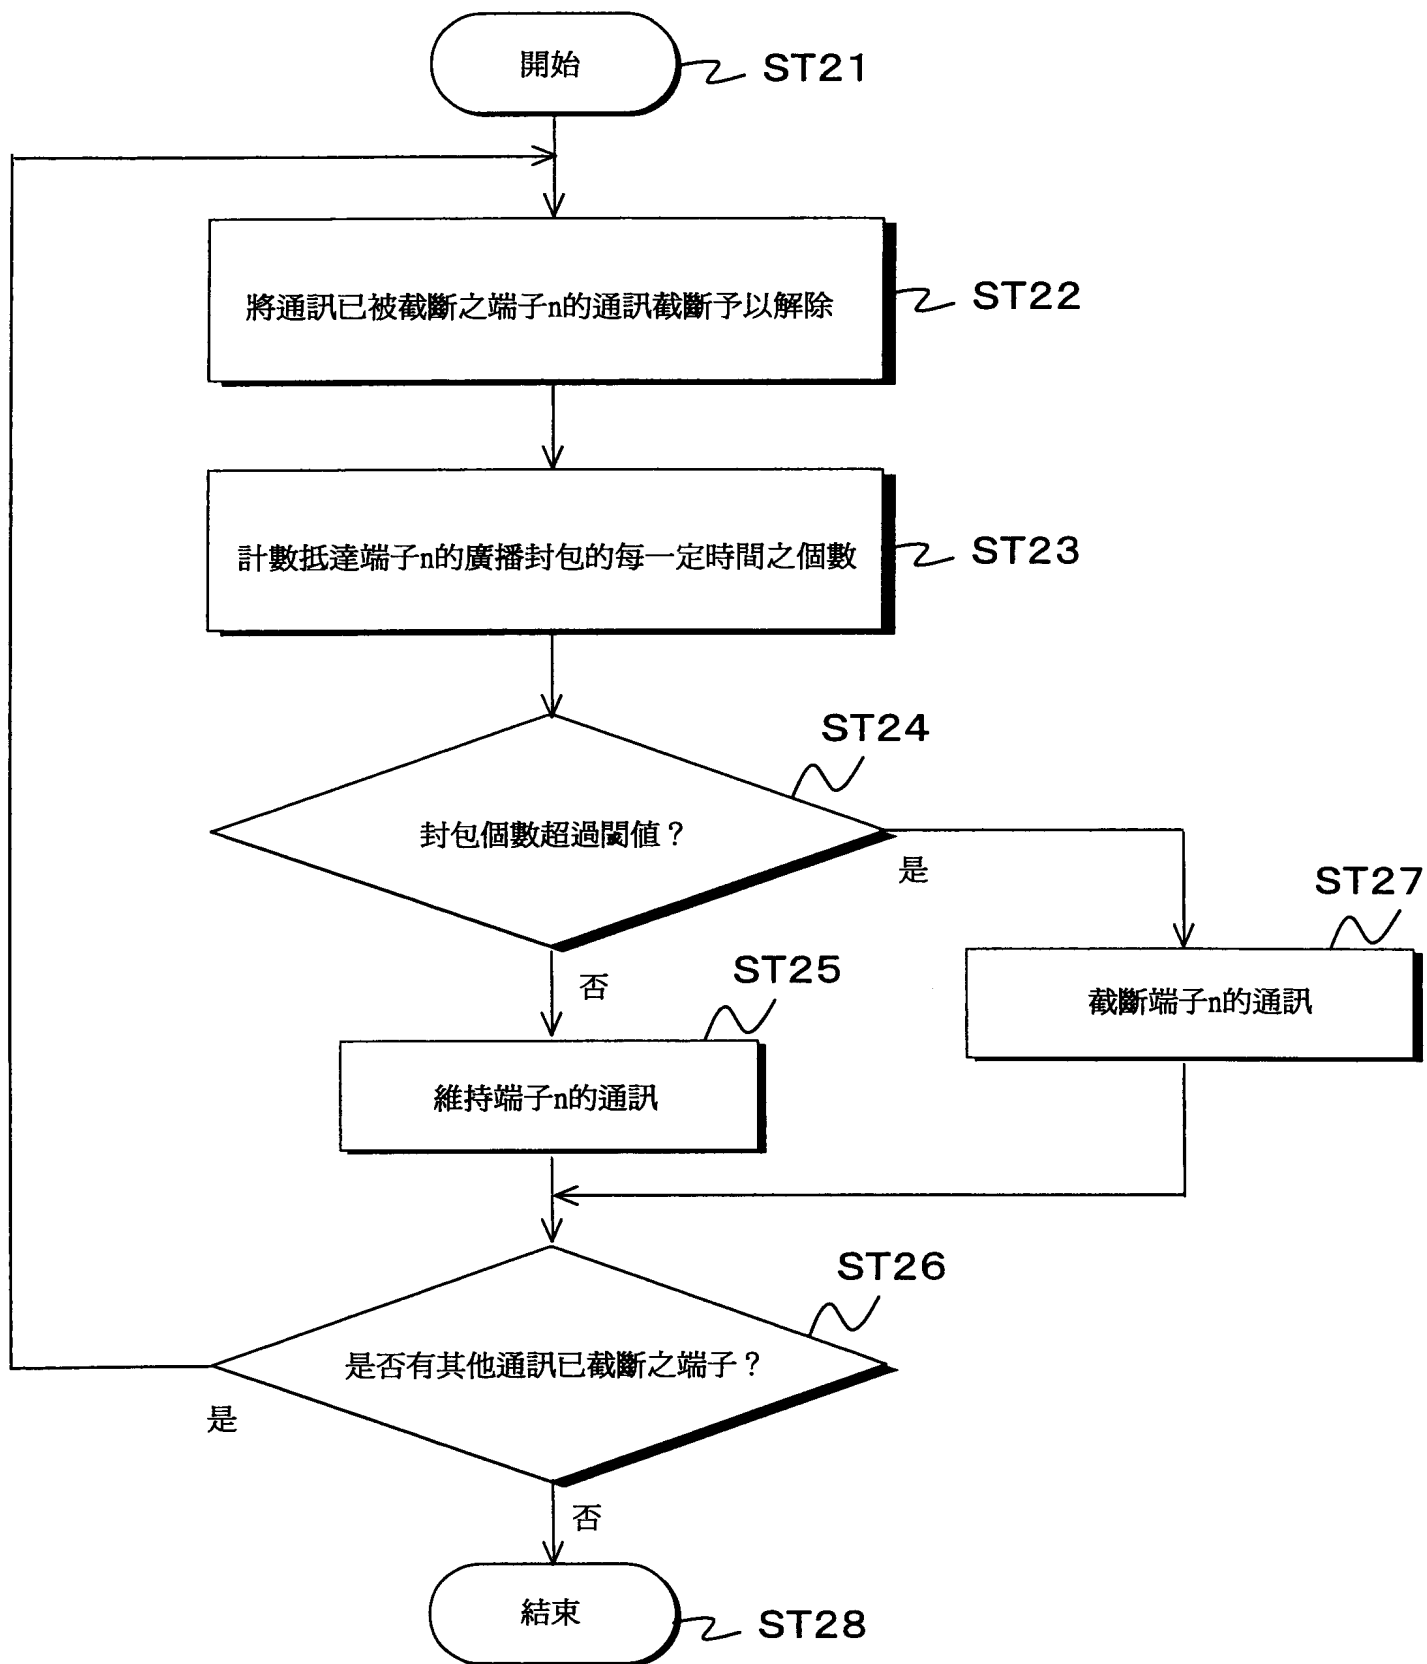 開始
ST21
將通訊已被截斷之端子n的通訊截斷予以解除
ST22
計數抵達端子n的廣播封包的每一定時間之個數
ST23
ST24
封包個數超過閾值？
是
ST27
否
ST25
截斷端子n的通訊
維持端子n的通訊
ST26
是否有其他通訊已截斷之端子？
是
否
結束
ST28